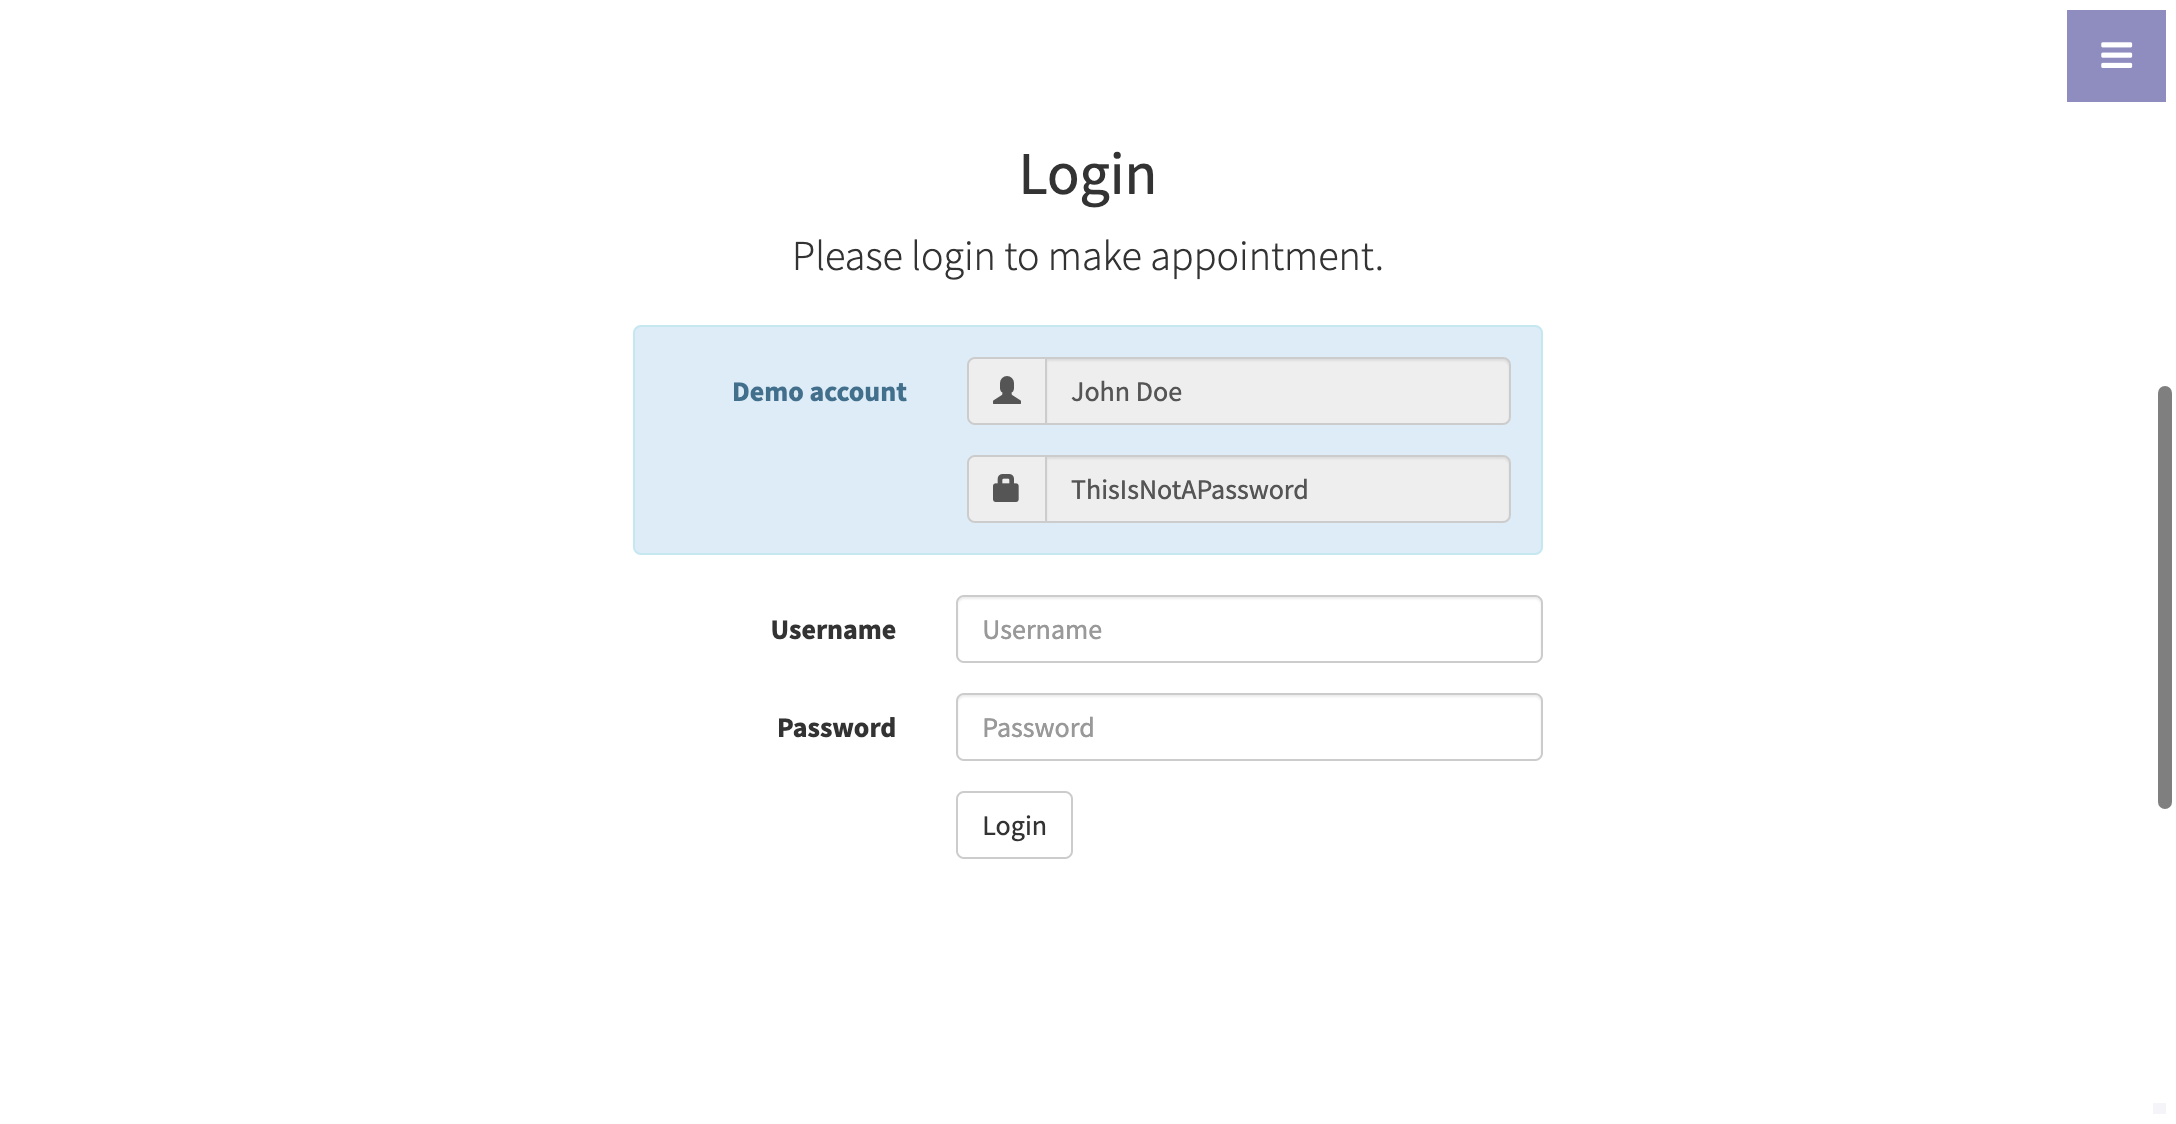 Login
Please login to make appointment.
Demo account
John Doe
ThisIsNotAPassword
Username
Username
Password
Password
Login